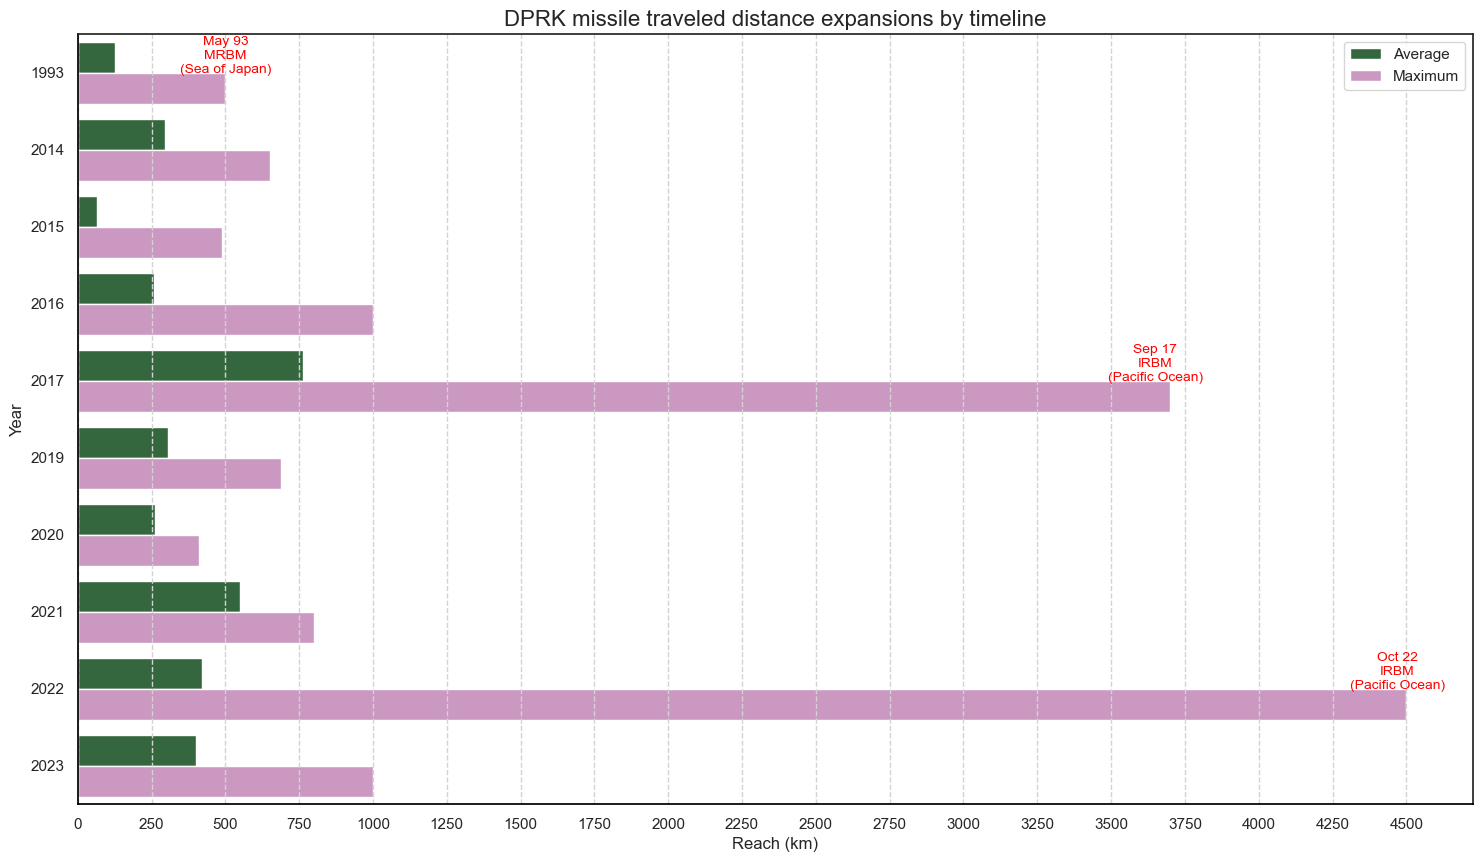 DPRK missile traveled distance expansions by timeline
May 93
MRBM
(Sea of Japan)
Average
Maximum
1993
2014
2015
2016
Sep 17
IRBM
(Pacific Ocean)
2017
Year
2019
2020
2021
Oct 22
IRBM
(Pacific Ocean)
2022
2023
0 250 500 750 1000 1250 1500 1750 2000 2250 2500 2750 3000 3250 3500 3750 4000 4250 4500
Reach (km)